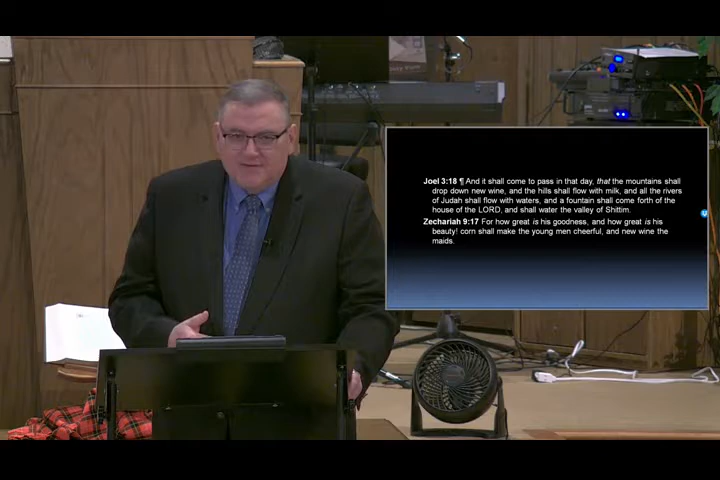 Joel 3:18 ¶ And it shall come to pass in that day, that the mountains shall
drop down new wine, and the hills shall flow with milk, and all the rivers
of Judah shall flow with waters, and a fountain shall come forth of the
house of the LORD, and shall water the valley of Shittim.
Zechariah 9:17 For how great is his goodness, and how great is his
beauty! corn shall make the young men cheerful, and new wine the
maids.